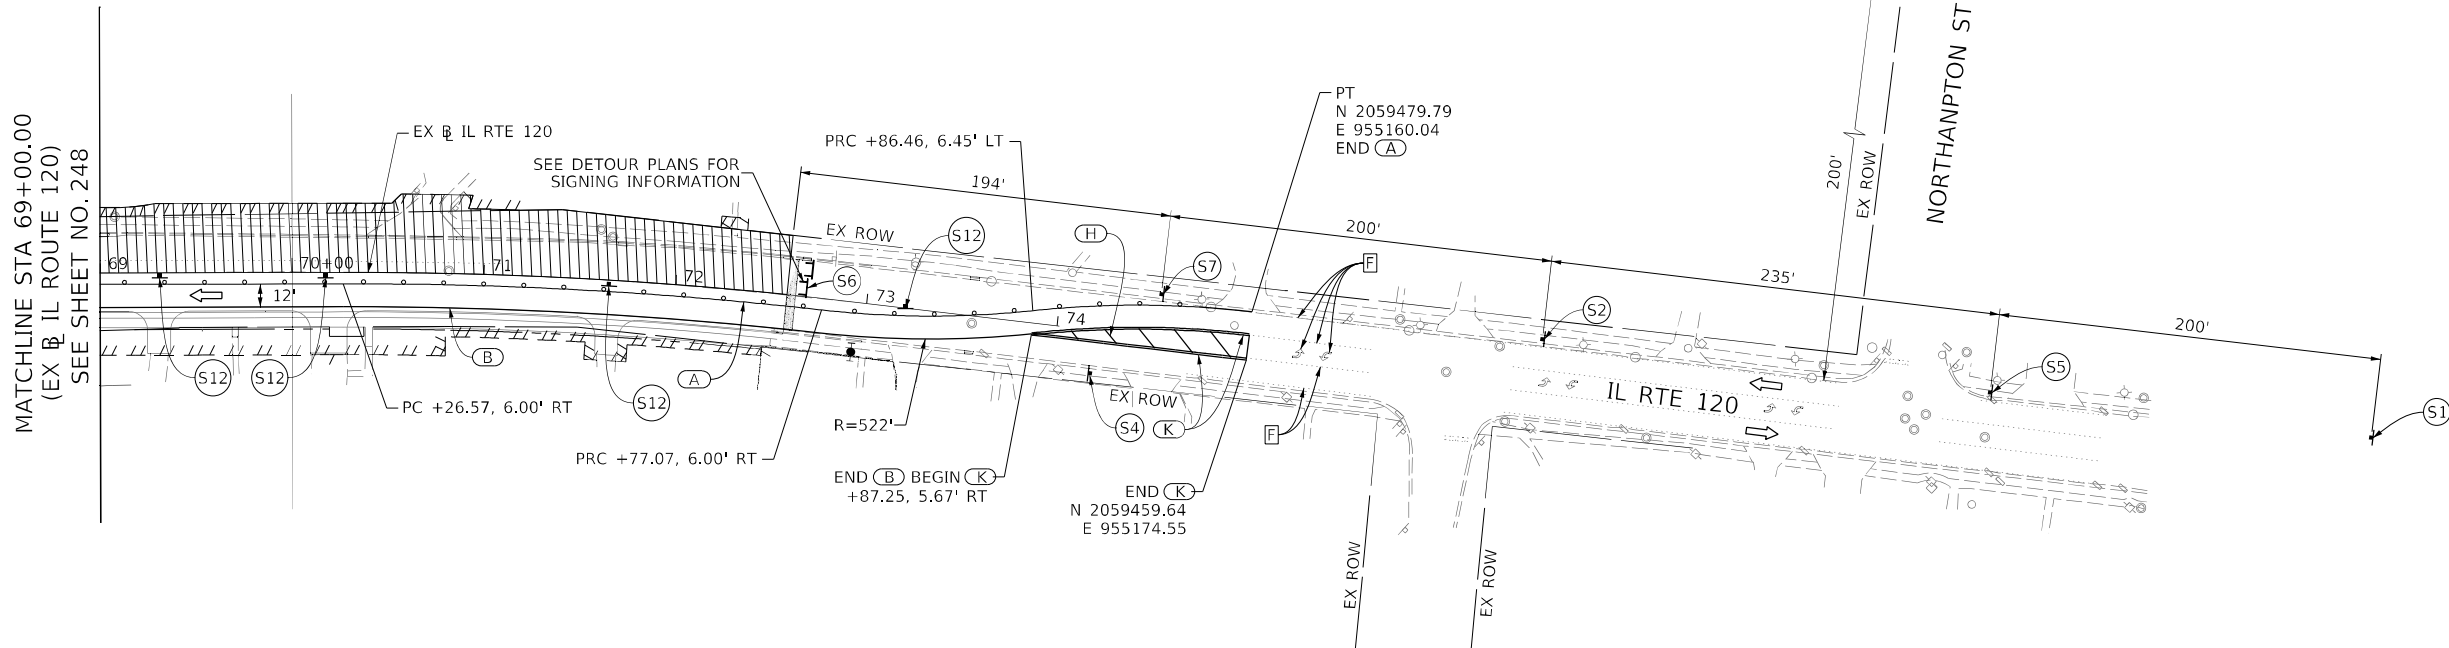 MATCHLINE STA 69+00.00
(EX BL IL ROUTE 120)
SEE SHEET NO. 248
EX BL IL RTE 120
SEE DETOUR PLANS FOR
SIGNING INFORMATION
PRC +86.46, 6.45' LT
PT
N 2059479.79
E 955160.04
END A
194'
200'
235'
200'
200'
EX ROW
NORTHANPTON ST
EX ROW
S12
H
S7
F
S2
S5
S1
69
70+00
71
72
73
74
S6
12'
B
S12
S12
S12
A
PC +26.57, 6.00' RT
R=522'
PRC +77.07, 6.00' RT
S4
EX ROW
K
F
IL RTE 120
END B BEGIN K
+87.25, 5.67' RT
END K
N 2059459.64
E 955174.55
EX ROW
EX ROW